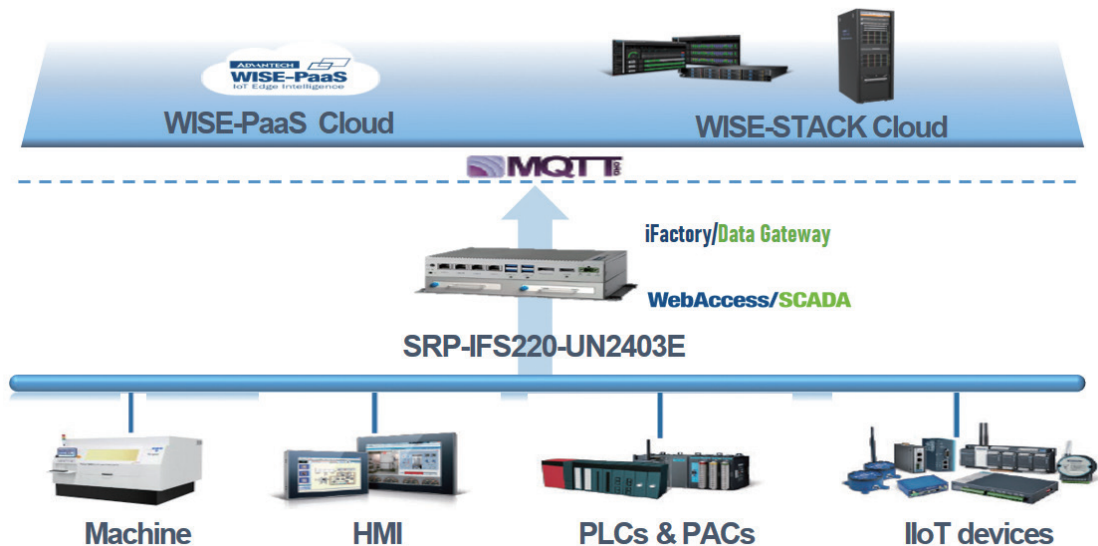 ADVANTECH
WISE-PaaS
IoT Edge Intelligence
WISE-PaaS Cloud
WISE-STACK Cloud
MQTT.ORG
iFactory/Data Gateway
WebAccess/SCADA
SRP-IFS220-UN2403E
Machine
HMI
PLCs & PACs
IIoT devices